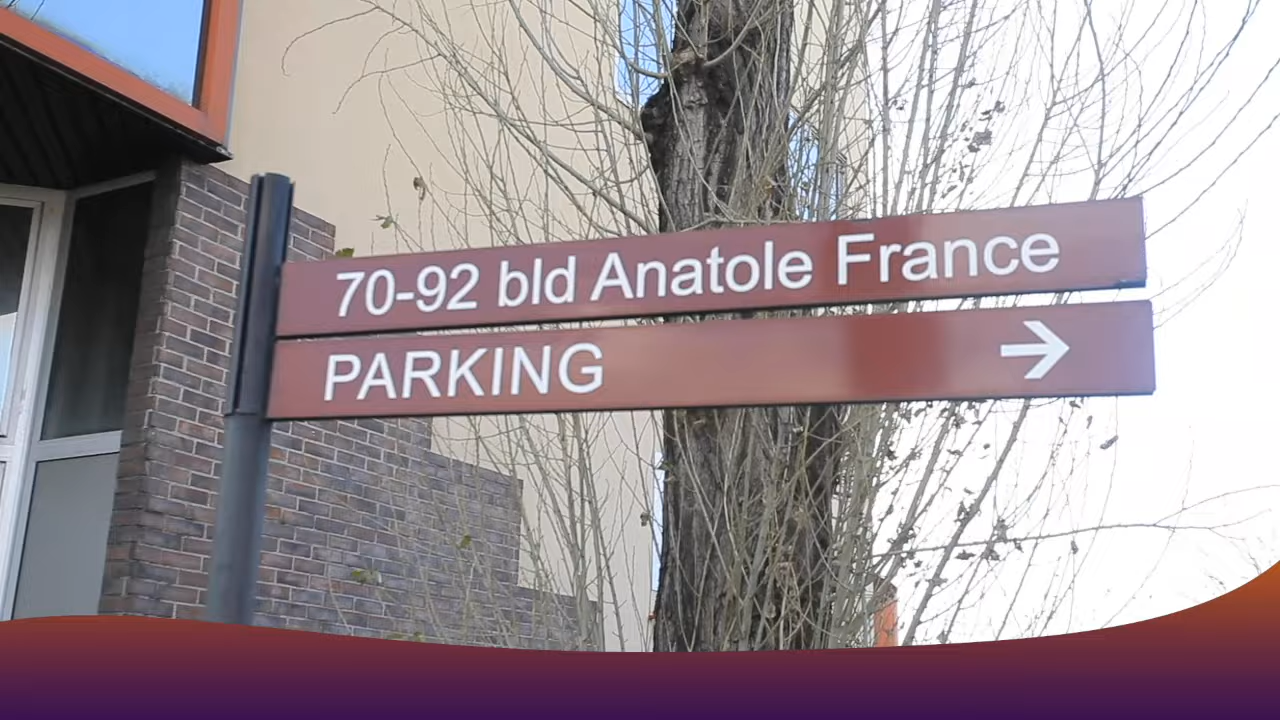 70-92 bld Anatole France
PARKING →